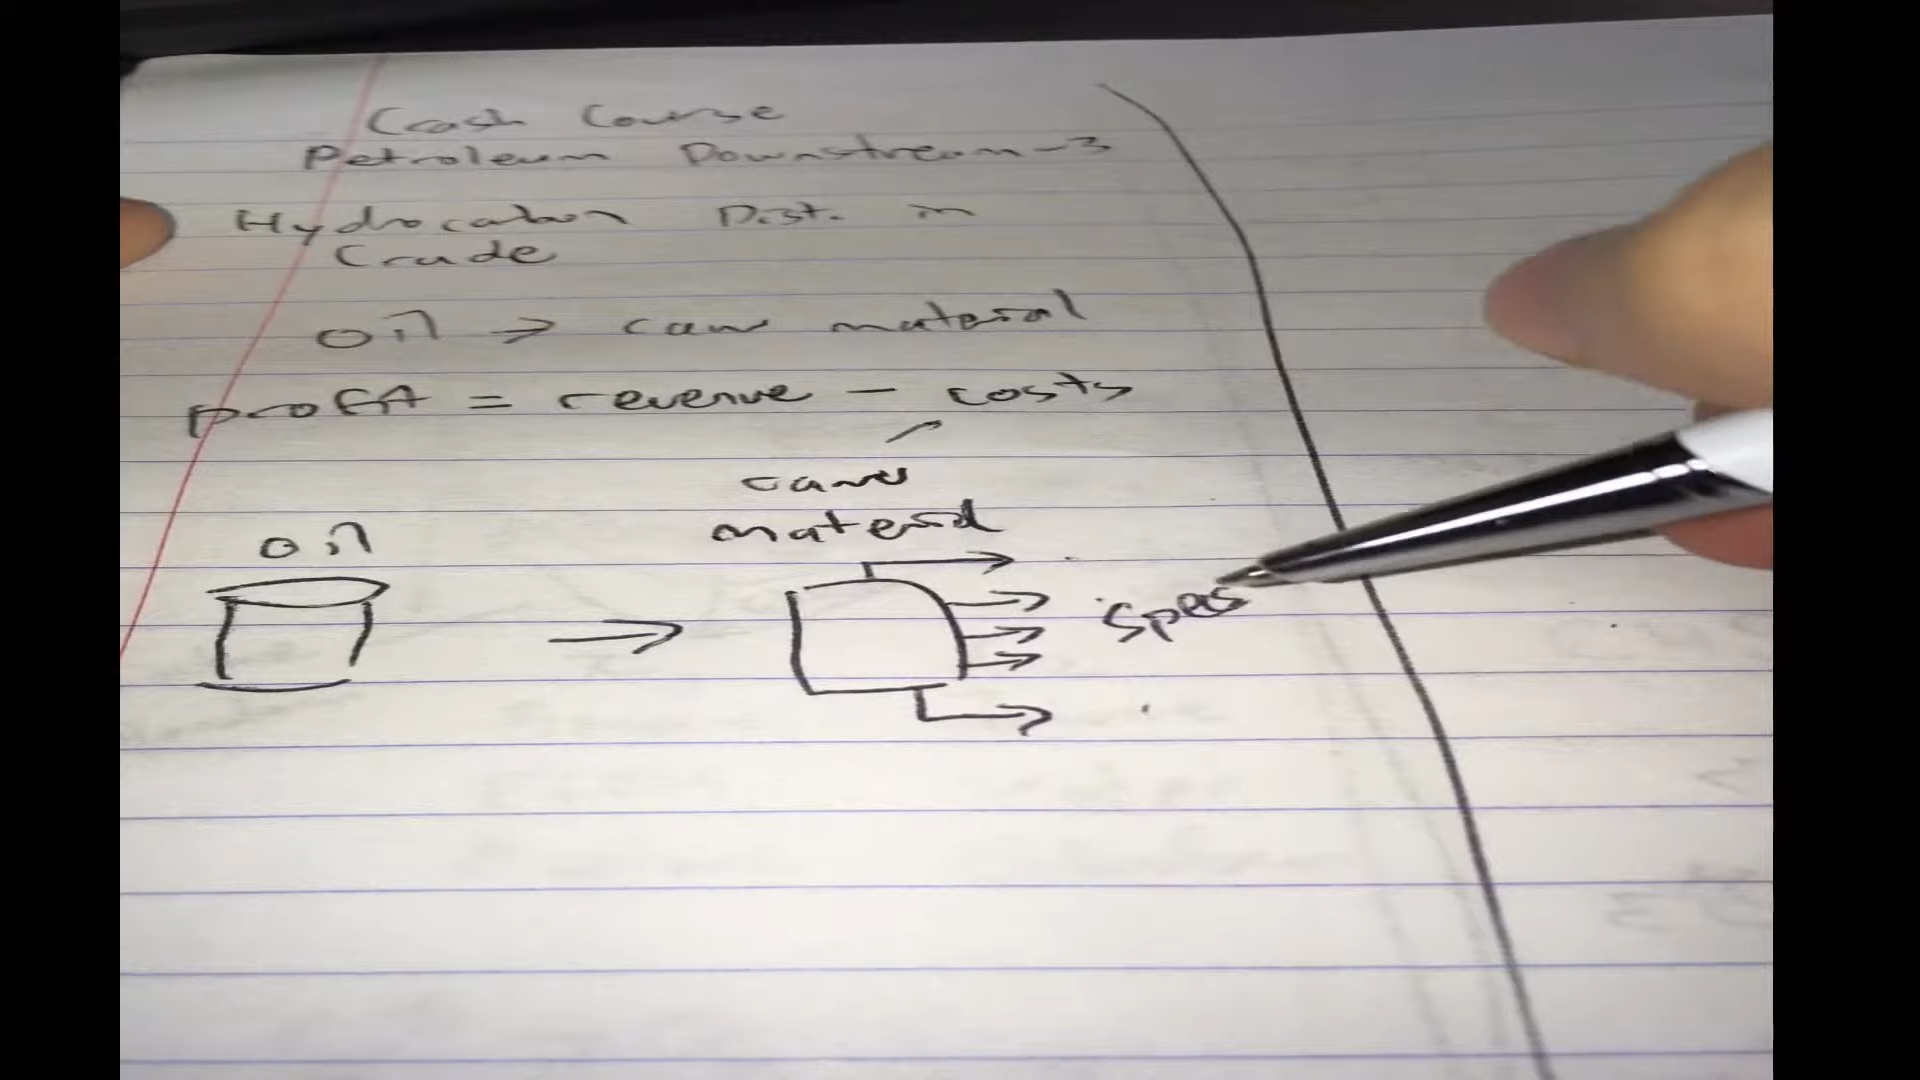 Crash Course
Petroleum Downstream-3
Hydrocarbon Dist. in
Crude
oil → raw material
profit = revenue - costs
raw
material
oil
specs